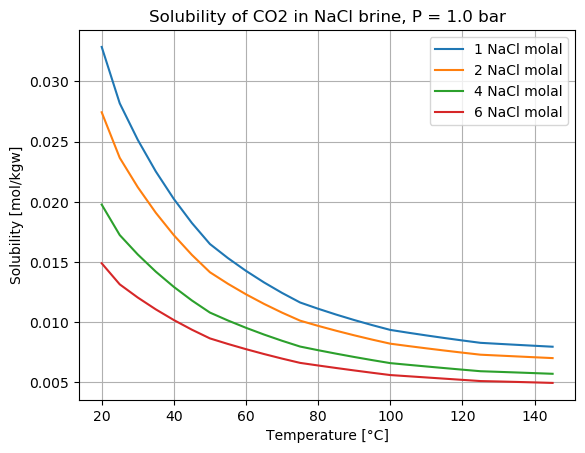 Solubility of CO2 in NaCl brine, P = 1.0 bar
1 NaCl molal
2 NaCl molal
4 NaCl molal
6 NaCl molal
Solubility [mol/kgw]
0.030
0.025
0.020
0.015
0.010
0.005
20 40 60 80 100 120 140
Temperature [°C]